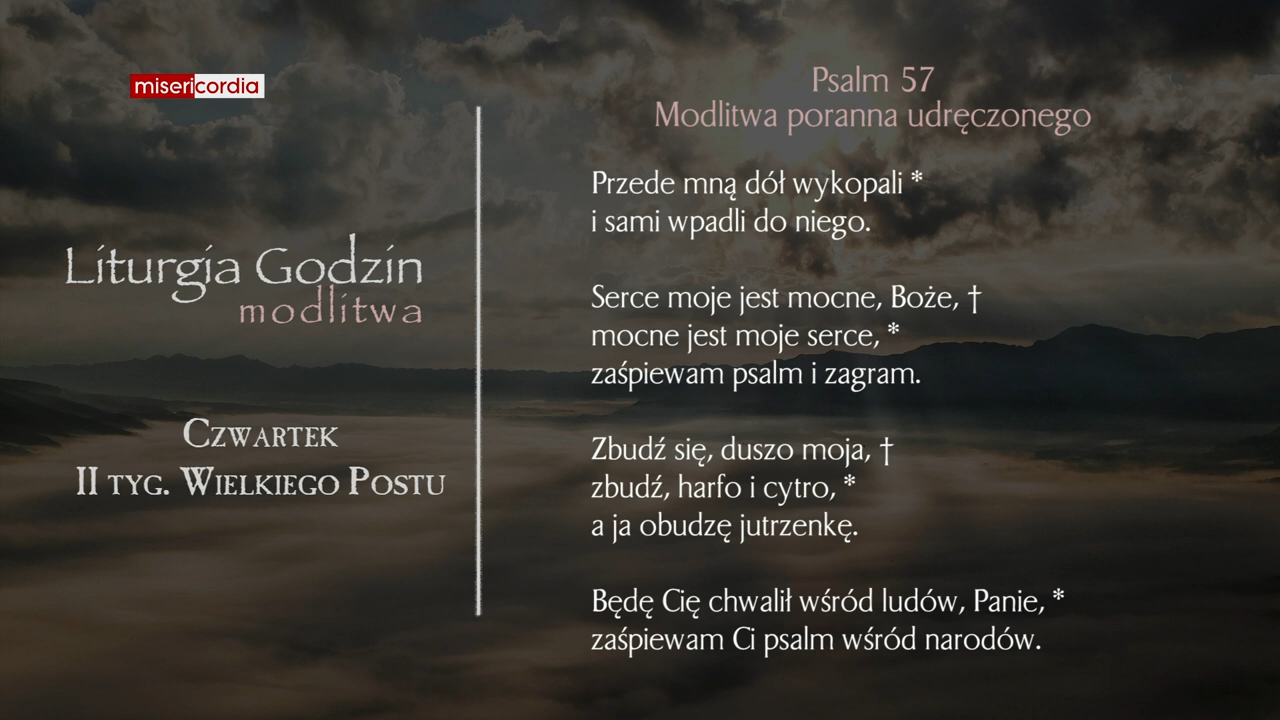 misericordia
Liturgia Godzin
modlitwa
Czwartek
II tyg. Wielkiego Postu
Psalm 57
Modlitwa poranna udręczonego
Przede mną dół wykopali *
i sami wpadli do niego.
Serce moje jest mocne, Boże, †
mocne jest moje serce, *
zaśpiewam psalm i zagram.
Zbudź się, duszo moja, †
zbudź, harfo i cytro, *
a ja obudzę jutrzenkę.
Będę Cię chwalił wśród ludów, Panie, *
zaśpiewam Ci psalm wśród narodów.